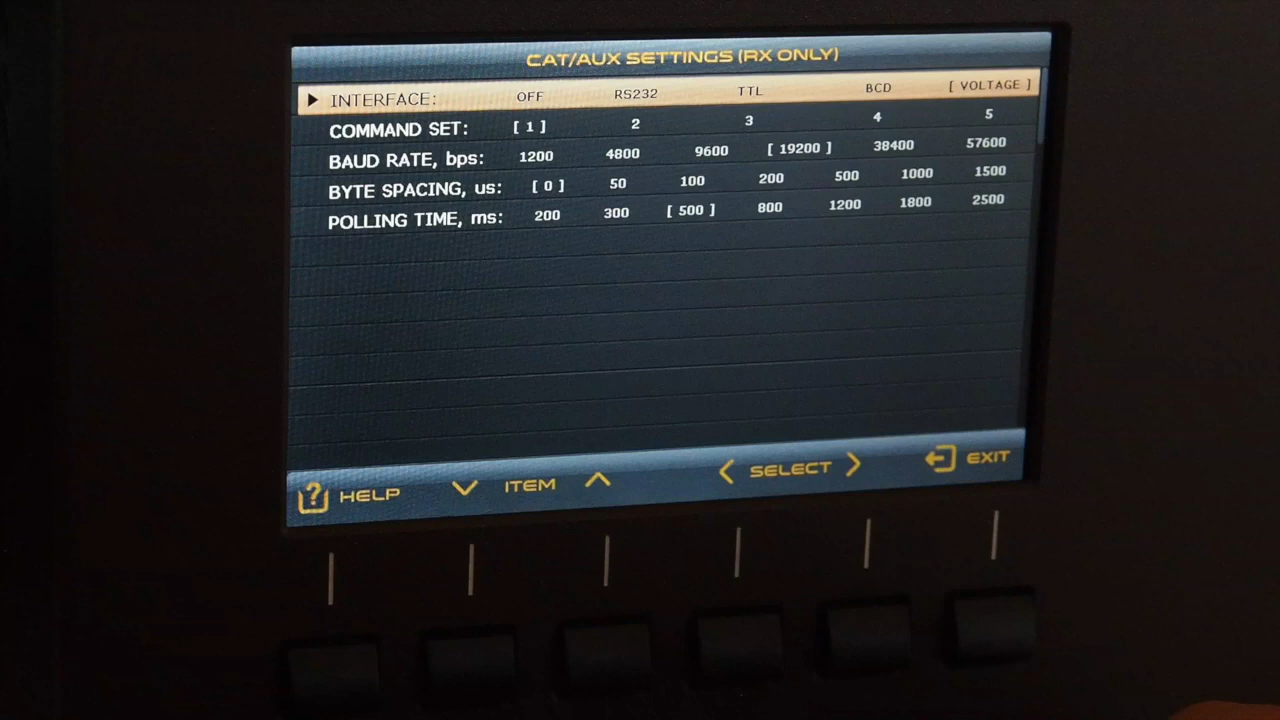 CAT/AUX SETTINGS (RX ONLY)
INTERFACE: OFF RS232 TTL BCD [ VOLTAGE ]
COMMAND SET: [ 1 ] 2 3 4 5
BAUD RATE, bps: 1200 4800 9600 [ 19200 ] 38400 57600
BYTE SPACING, us: [ 0 ] 50 100 200 500 1000 1500
POLLING TIME, ms: 200 300 [ 500 ] 800 1200 1800 2500
? HELP ITEM < SELECT > EXIT